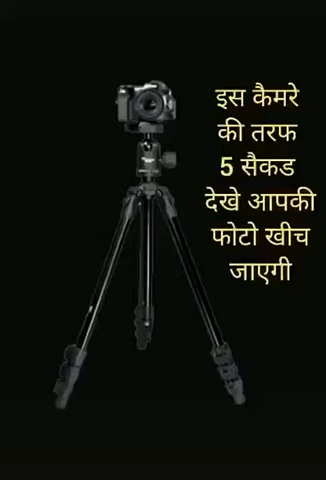 इस कैमरे
की तरफ
5 सैकड
देखे आपकी
फोटो खीच
जाएगी